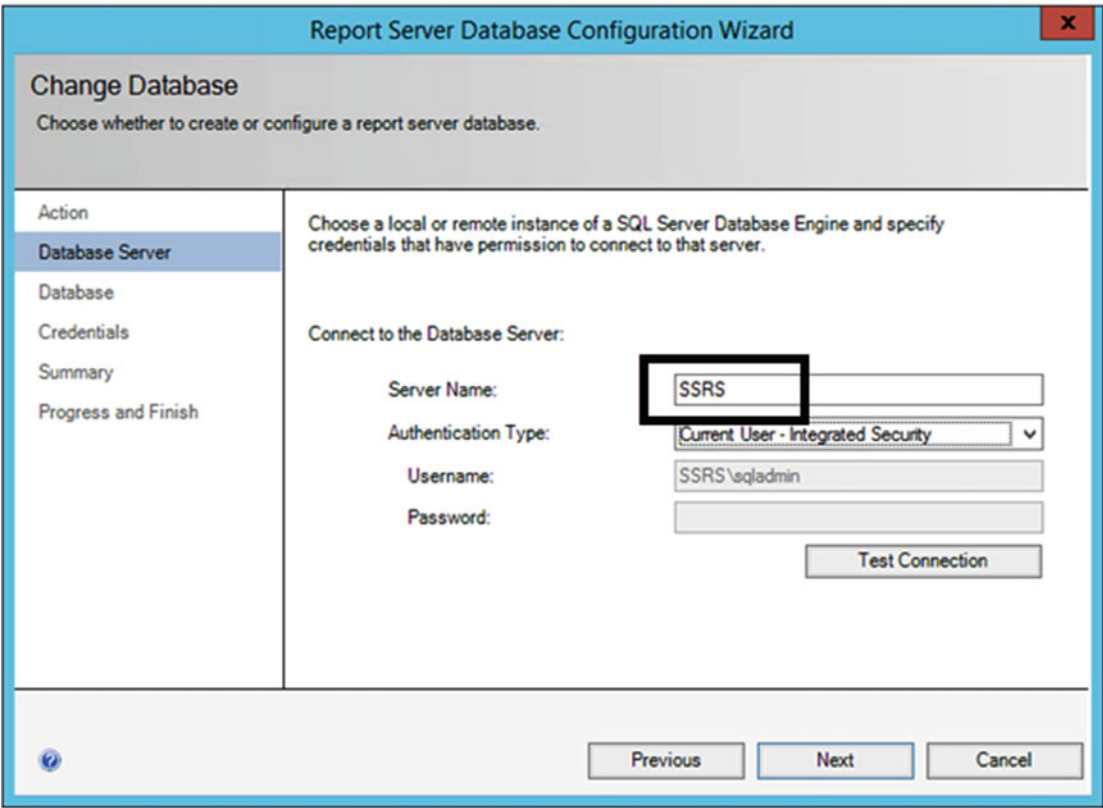 Report Server Database Configuration Wizard
x
Change Database
Choose whether to create or configure a report server database.
Action
Database Server
Database
Credentials
Summary
Progress and Finish
Choose a local or remote instance of a SQL Server Database Engine and specify
credentials that have permission to connect to that server.
Connect to the Database Server:
Server Name: SSRS
Authentication Type: Current User - Integrated Security
Username: SSRS\sqladmin
Password:
Test Connection
? Previous Next Cancel